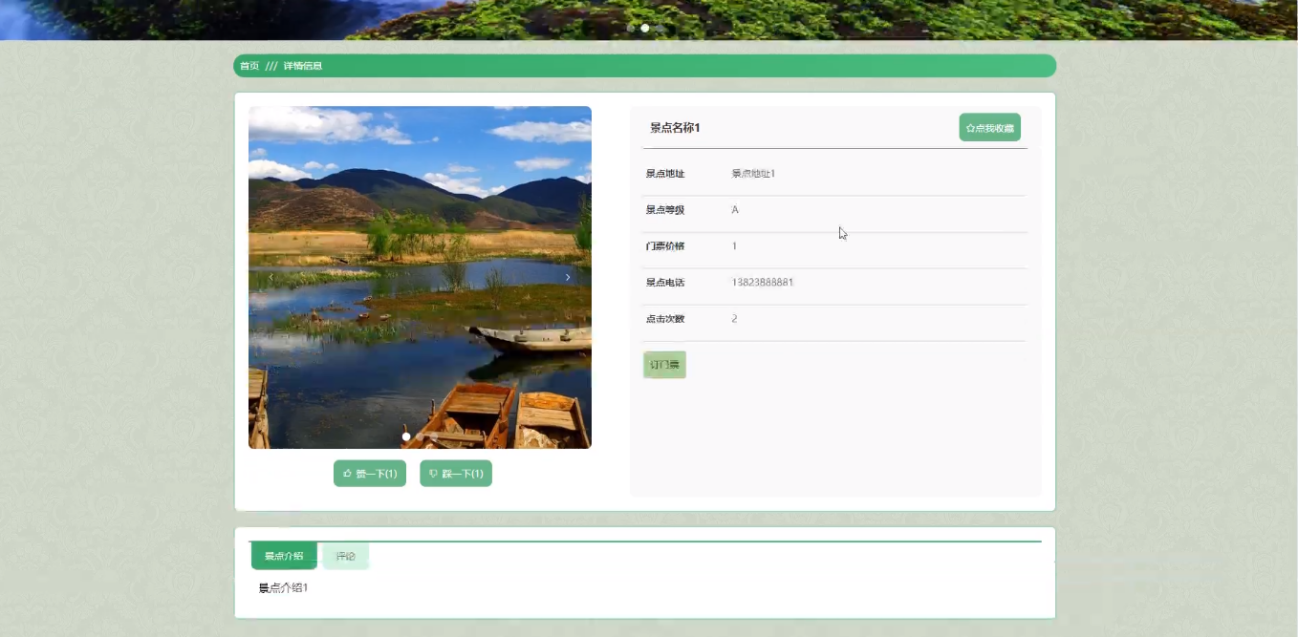 首页 /// 详情信息
景点名称1
☆点我收藏
景点地址 景点地址1
景点等级 A
门票价格 1
景点电话 13823888881
点击次数 2
订门票
赞一下(1) 踩一下(1)
景点介绍 评论
景点介绍1